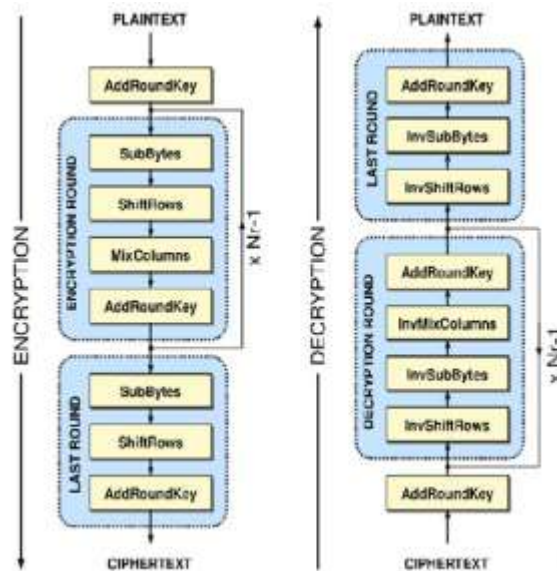 PLAINTEXT
AddRoundKey
ENCRYPTION ROUND
SubBytes
ShiftRows
MixColumns
AddRoundKey
x Nr-1
ENCRYPTION
LAST ROUND
SubBytes
ShiftRows
AddRoundKey
CIPHERTEXT
PLAINTEXT
LAST ROUND
AddRoundKey
InvSubBytes
InvShiftRows
DECRYPTION
DECRYPTION ROUND
AddRoundKey
InvMixColumns
InvSubBytes
InvShiftRows
x Nr-1
AddRoundKey
CIPHERTEXT